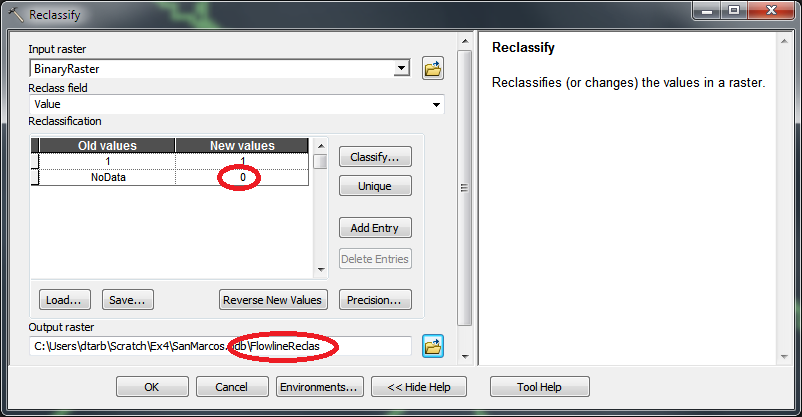 Reclassify
Input raster
BinaryRaster
Reclass field
Value
Reclassification
Old values New values
1 1
NoData 0
Classify...
Unique
Add Entry
Delete Entries
Load... Save... Reverse New Values Precision...
Output raster
C:\Users\dtarb\Scratch\Ex4\SanMarcos.gdb\FlowlineReclas
OK Cancel Environments... << Hide Help Tool Help
Reclassify
Reclassifies (or changes) the values in a raster.